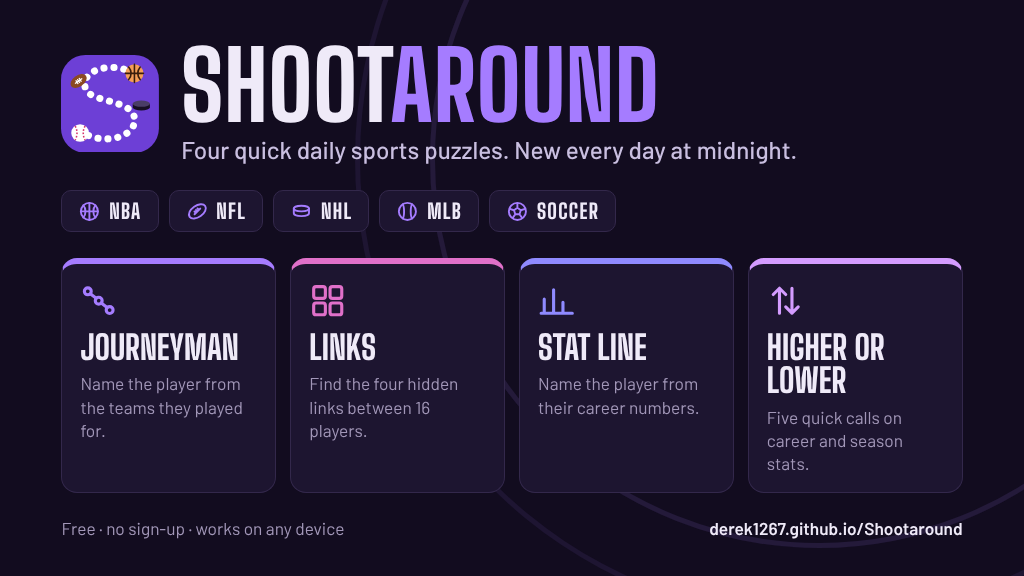 SHOOTAROUND
Four quick daily sports puzzles. New every day at midnight.
NBA
NFL
NHL
MLB
SOCCER
JOURNEYMAN
Name the player from
the teams they played
for.
LINKS
Find the four hidden
links between 16
players.
STAT LINE
Name the player from
their career numbers.
HIGHER OR
LOWER
Five quick calls on
career and season
stats.
Free · no sign-up · works on any device
derek1267.github.io/Shootaround